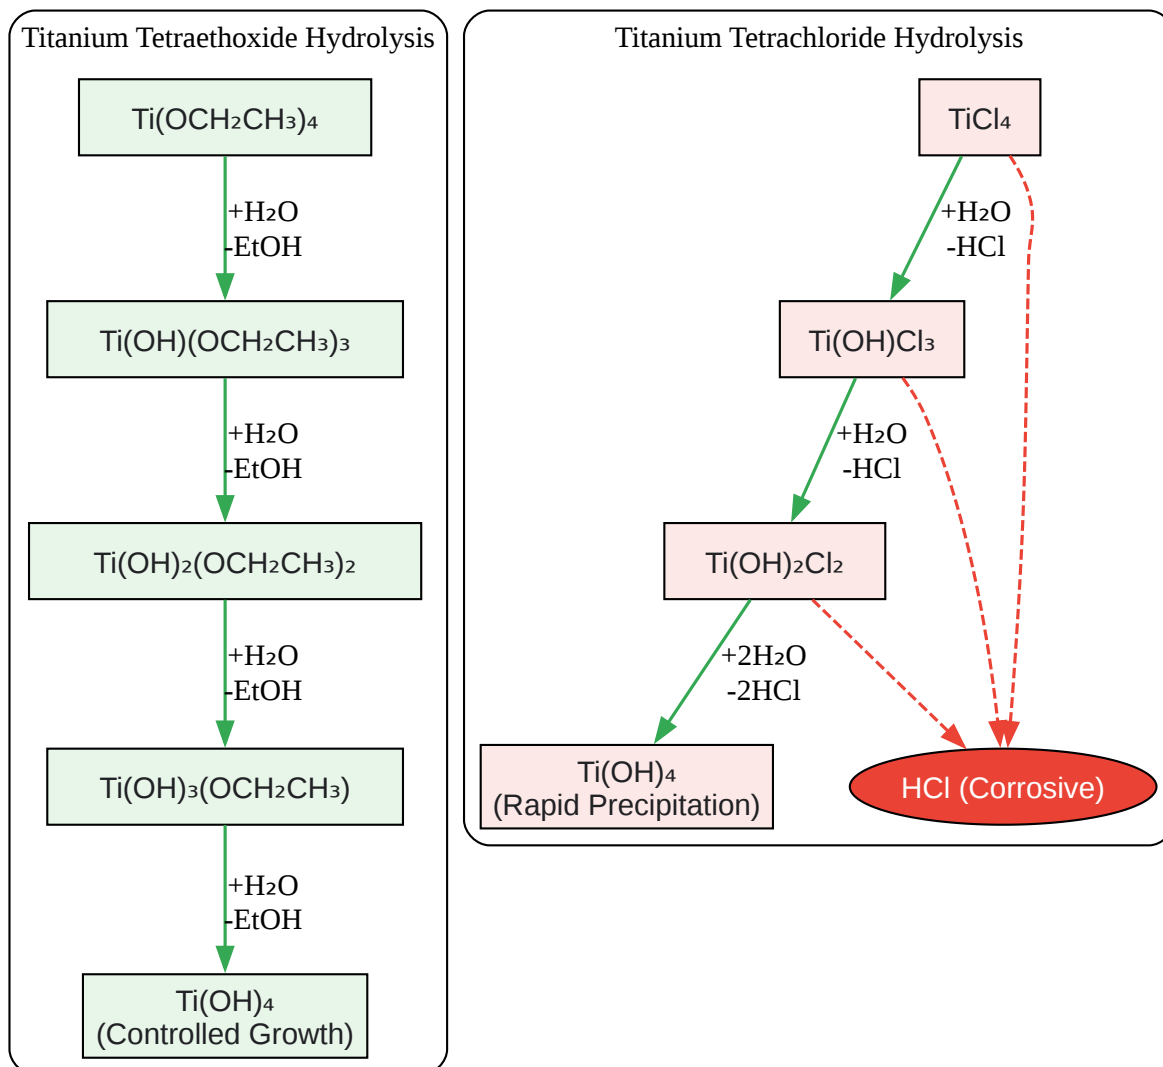 Titanium Tetraethoxide Hydrolysis
Ti(OCH₂CH₃)₄
+H₂O
-EtOH
Ti(OH)(OCH₂CH₃)₃
+H₂O
-EtOH
Ti(OH)₂(OCH₂CH₃)₂
+H₂O
-EtOH
Ti(OH)₃(OCH₂CH₃)
+H₂O
-EtOH
Ti(OH)₄
(Controlled Growth)
Titanium Tetrachloride Hydrolysis
TiCl₄
+H₂O
-HCl
Ti(OH)Cl₃
+H₂O
-HCl
Ti(OH)₂Cl₂
+2H₂O
-2HCl
Ti(OH)₄
(Rapid Precipitation)
HCl (Corrosive)